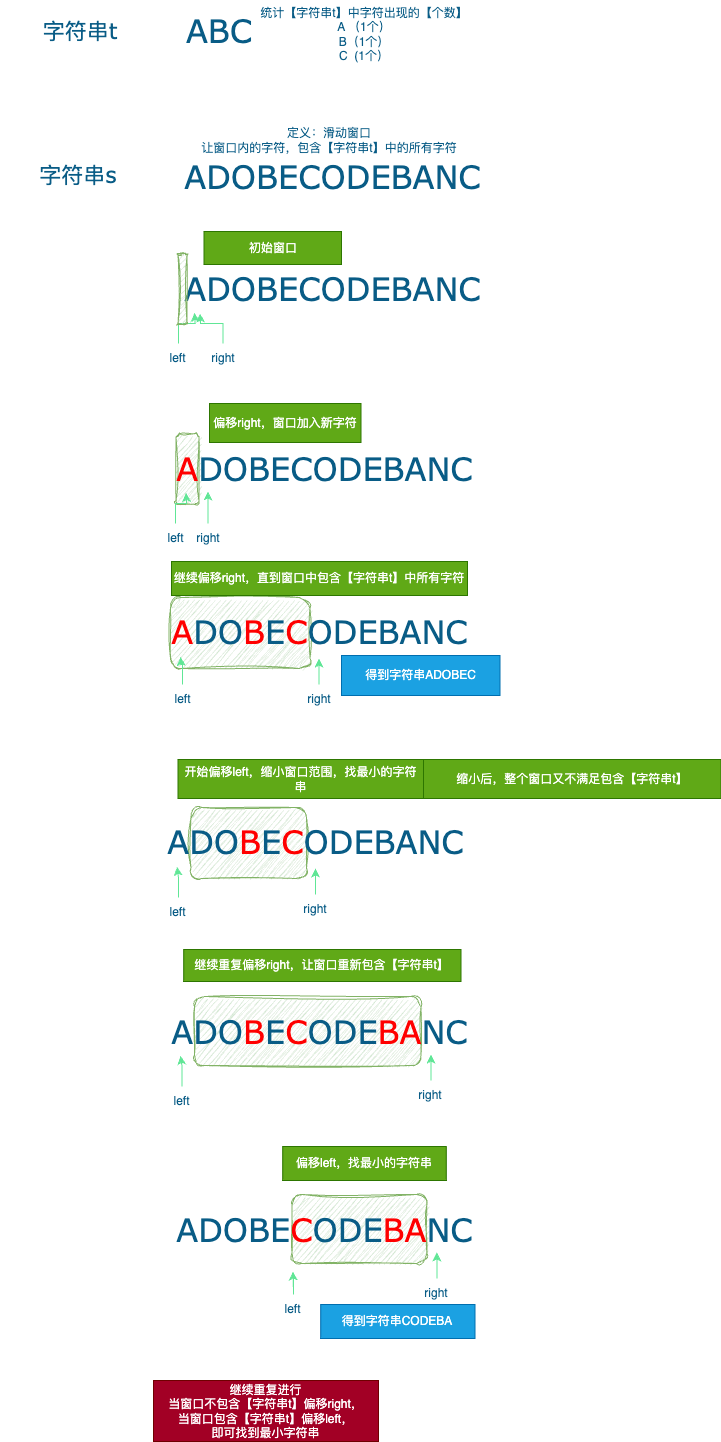 统计【字符串t】中字符出现的【个数】
字符串t
ABC
A （1个）
B（1个）
C（1个）
定义：滑动窗口
让窗口内的字符，包含【字符串t】中的所有字符
字符串s
ADOBECODEBANC
初始窗口
ADOBECODEBANC
left
right
偏移right，窗口加入新字符
ADOBECODEBANC
left
right
继续偏移right，直到窗口中包含【字符串t】中所有字符
ADOBECODEBANC
得到字符串ADOBEC
left
right
开始偏移left，缩小窗口范围，找最小的字符
串
缩小后，整个窗口又不满足包含【字符串t】
ADOBECODEBANC
left
right
继续重复偏移right，让窗口重新包含【字符串t】
ADOBECODEBANC
left
right
偏移left，找最小的字符串
ADOBECODEBANC
left
right
得到字符串CODEBA
继续重复进行
当窗口不包含【字符串t】偏移right，
当窗口包含【字符串t】偏移left，
即可找到最小字符串